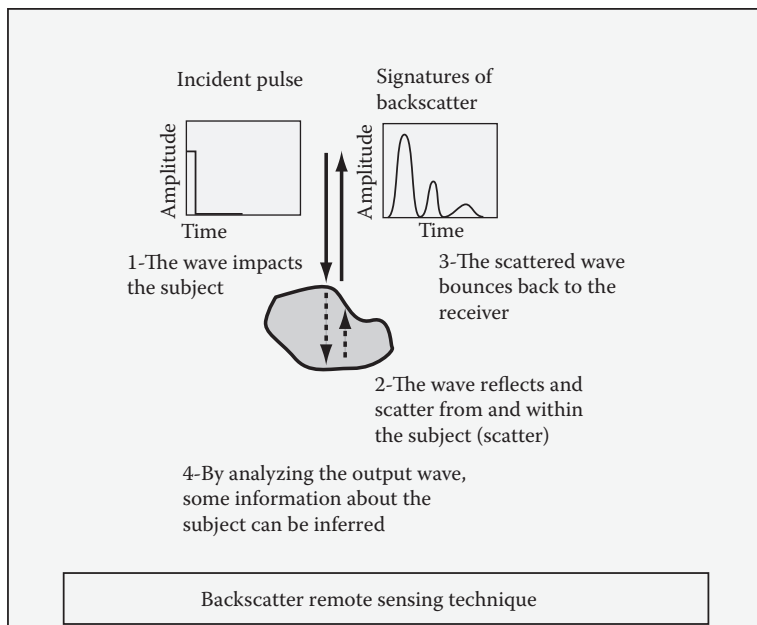 Incident pulse
Signatures of
backscatter
Amplitude
Time
Amplitude
Time
1-The wave impacts
the subject
3-The scattered wave
bounces back to the
receiver
2-The wave reflects and
scatter from and within
the subject (scatter)
4-By analyzing the output wave,
some information about the
subject can be inferred
Backscatter remote sensing technique